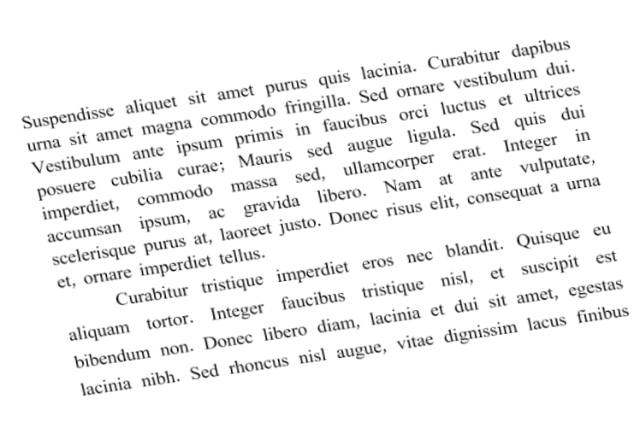 Suspendisse aliquet sit amet purus quis lacinia. Curabitur dapibus
urna sit amet magna commodo fringilla. Sed ornare vestibulum dui.
Vestibulum ante ipsum primis in faucibus orci luctus et ultrices
posuere cubilia curae; Mauris sed augue ligula. Sed quis dui
imperdiet, commodo massa sed, ullamcorper erat. Integer in
accumsan ipsum, ac gravida libero. Nam at ante vulputate,
scelerisque purus at, laoreet justo. Donec risus elit, consequat a urna
et, ornare imperdiet tellus.
Curabitur tristique imperdiet eros nec blandit. Quisque eu
aliquam tortor. Integer faucibus tristique nisl, et suscipit est
bibendum non. Donec libero diam, lacinia et dui sit amet, egestas
lacinia nibh. Sed rhoncus nisl augue, vitae dignissim lacus finibus